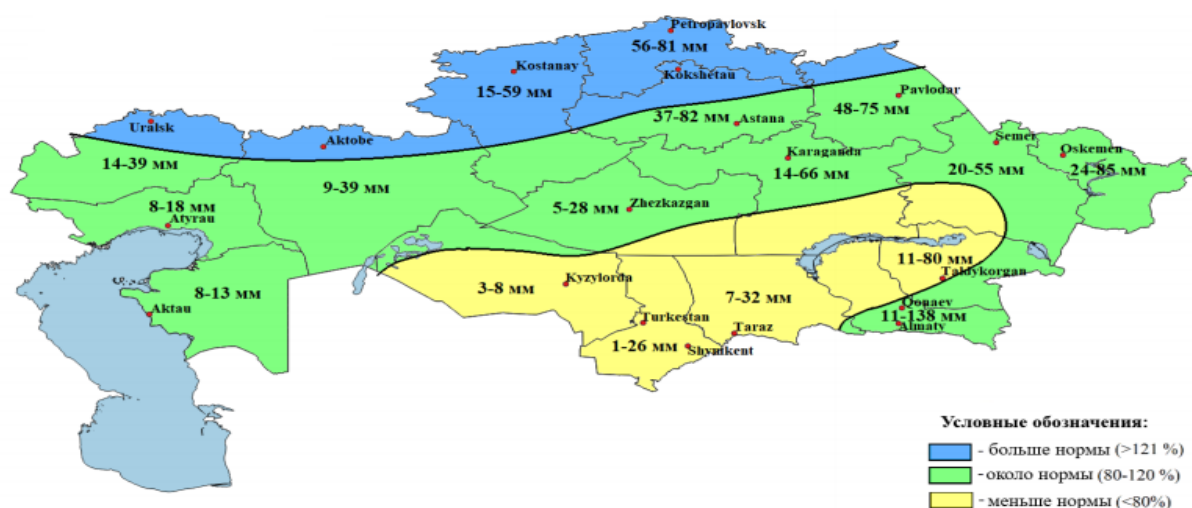 Petropavlovsk
56-81 мм
Kostanay
Kokshetau
15-59 мм
Pavlodar
48-75 мм
37-82 мм
Astana
Uralsk
Aktobe
Semer
Oskemen
14-39 мм
Karaganda
14-66 мм
20-55 мм
24-85 мм
9-39 мм
8-18 мм
Atyrau
5-28 мм
Zhezkazgan
11-80 мм
Taldykorgan
8-13 мм
3-8 мм
Kyzylorda
7-32 мм
Qonaev
11-138 мм
Almaty
Aktau
Turkestan
Taraz
1-26 мм
Shymkent
Условные обозначения:
- больше нормы (>121 %)
- около нормы (80-120 %)
- меньше нормы (<80%)